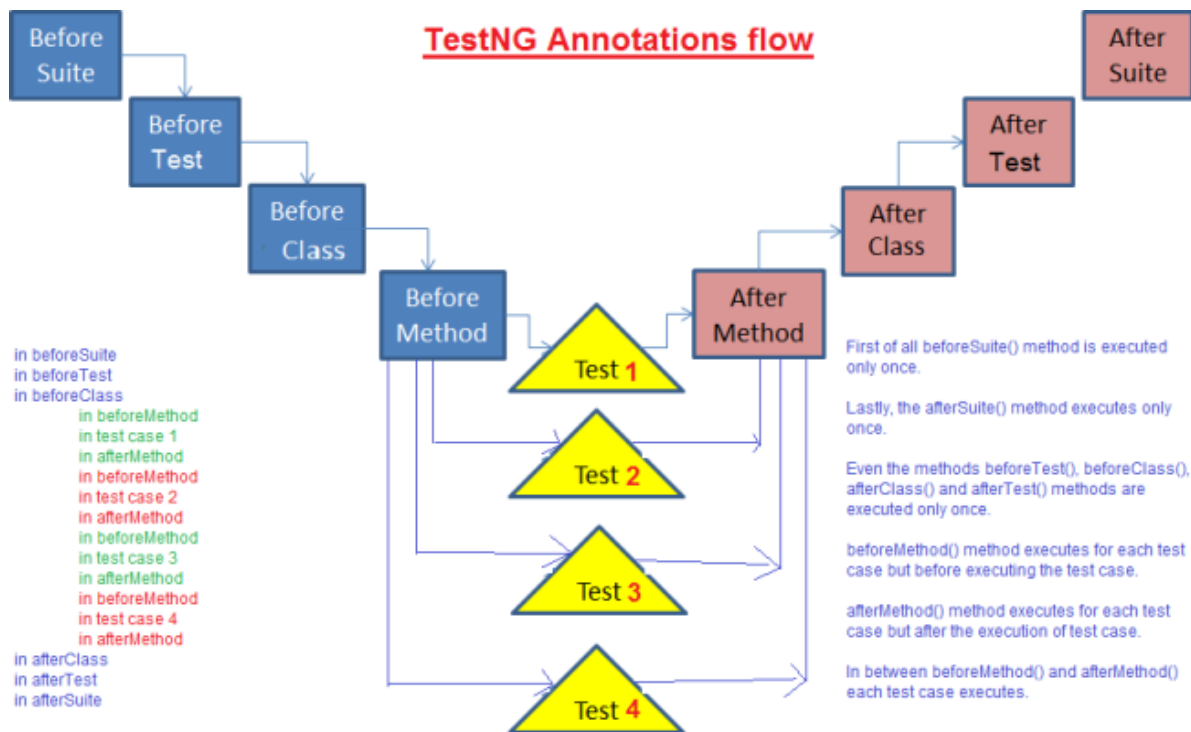 TestNG Annotations flow
Before
Suite
Before
Test
Before
Class
Before
Method
Test 1
Test 2
Test 3
Test 4
After
Method
After
Class
After
Test
After
Suite
in beforeSuite
in beforeTest
in beforeClass
in beforeMethod
in test case 1
in afterMethod
in beforeMethod
in test case 2
in afterMethod
in beforeMethod
in test case 3
in afterMethod
in beforeMethod
in test case 4
in afterMethod
in afterClass
in afterTest
in afterSuite
First of all beforeSuite() method is executed
only once.
Lastly, the afterSuite() method executes only
once.
Even the methods beforeTest(), beforeClass(),
afterClass() and afterTest() methods are
executed only once.
beforeMethod() method executes for each test
case but before executing the test case.
afterMethod() method executes for each test
case but after the execution of test case.
In between beforeMethod() and afterMethod()
each test case executes.